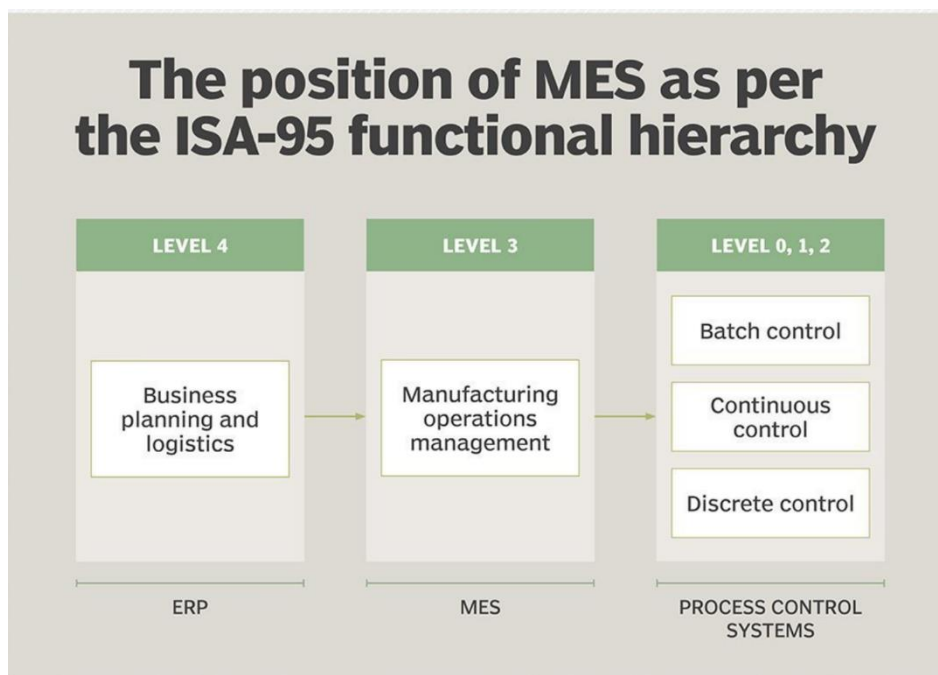 The position of MES as per
the ISA-95 functional hierarchy
LEVEL 4
Business
planning and
logistics
ERP
LEVEL 3
Manufacturing
operations
management
MES
LEVEL 0, 1, 2
Batch control
Continuous
control
Discrete control
PROCESS CONTROL
SYSTEMS